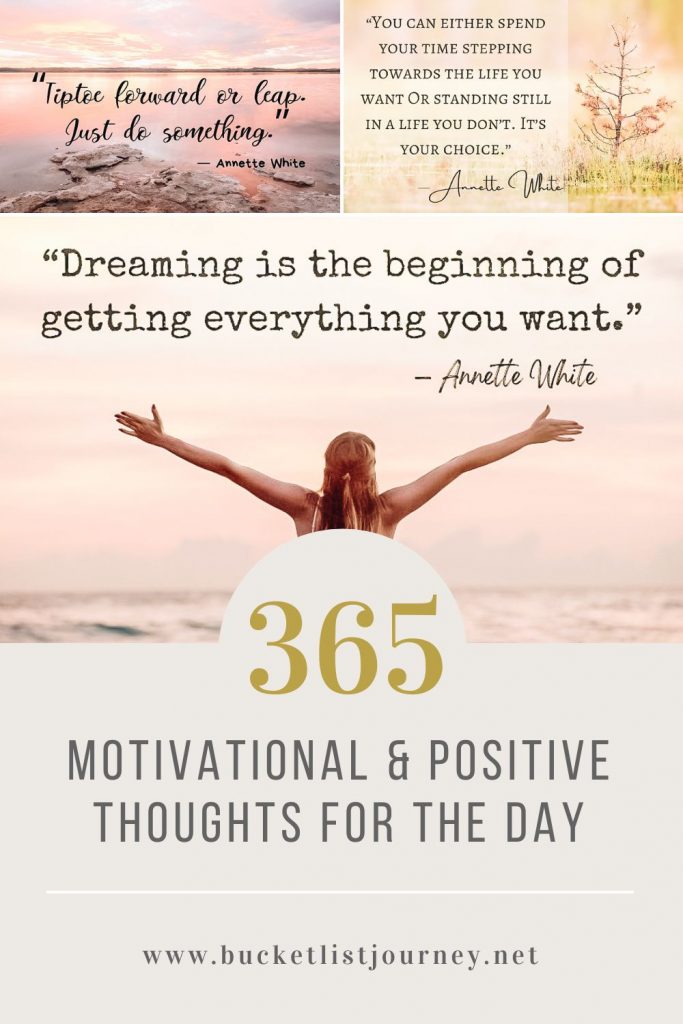 “Tiptoe forward or leap.
Just do something.”
— Annette White
“You can either spend
your time stepping
towards the life you
want Or standing still
in a life you don’t. It’s
your choice.”
– Annette White
“Dreaming is the beginning of
getting everything you want.”
– Annette White
365
MOTIVATIONAL & POSITIVE
THOUGHTS FOR THE DAY
www.bucketlistjourney.net